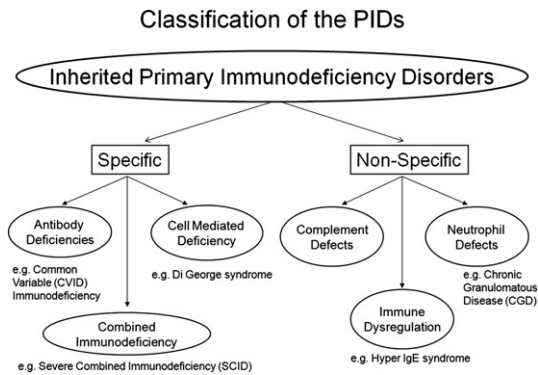 Classification of the PIDs
Inherited Primary Immunodeficiency Disorders
Specific
Non-Specific
Antibody
Deficiencies
e.g. Common
Variable (CVID)
Immunodeficiency
Cell Mediated
Deficiency
e.g. Di George syndrome
Combined
Immunodeficiency
e.g. Severe Combined Immunodeficiency (SCID)
Complement
Defects
Neutrophil
Defects
e.g. Chronic
Granulomatous
Disease (CGD)
Immune
Dysregulation
e.g. Hyper IgE syndrome